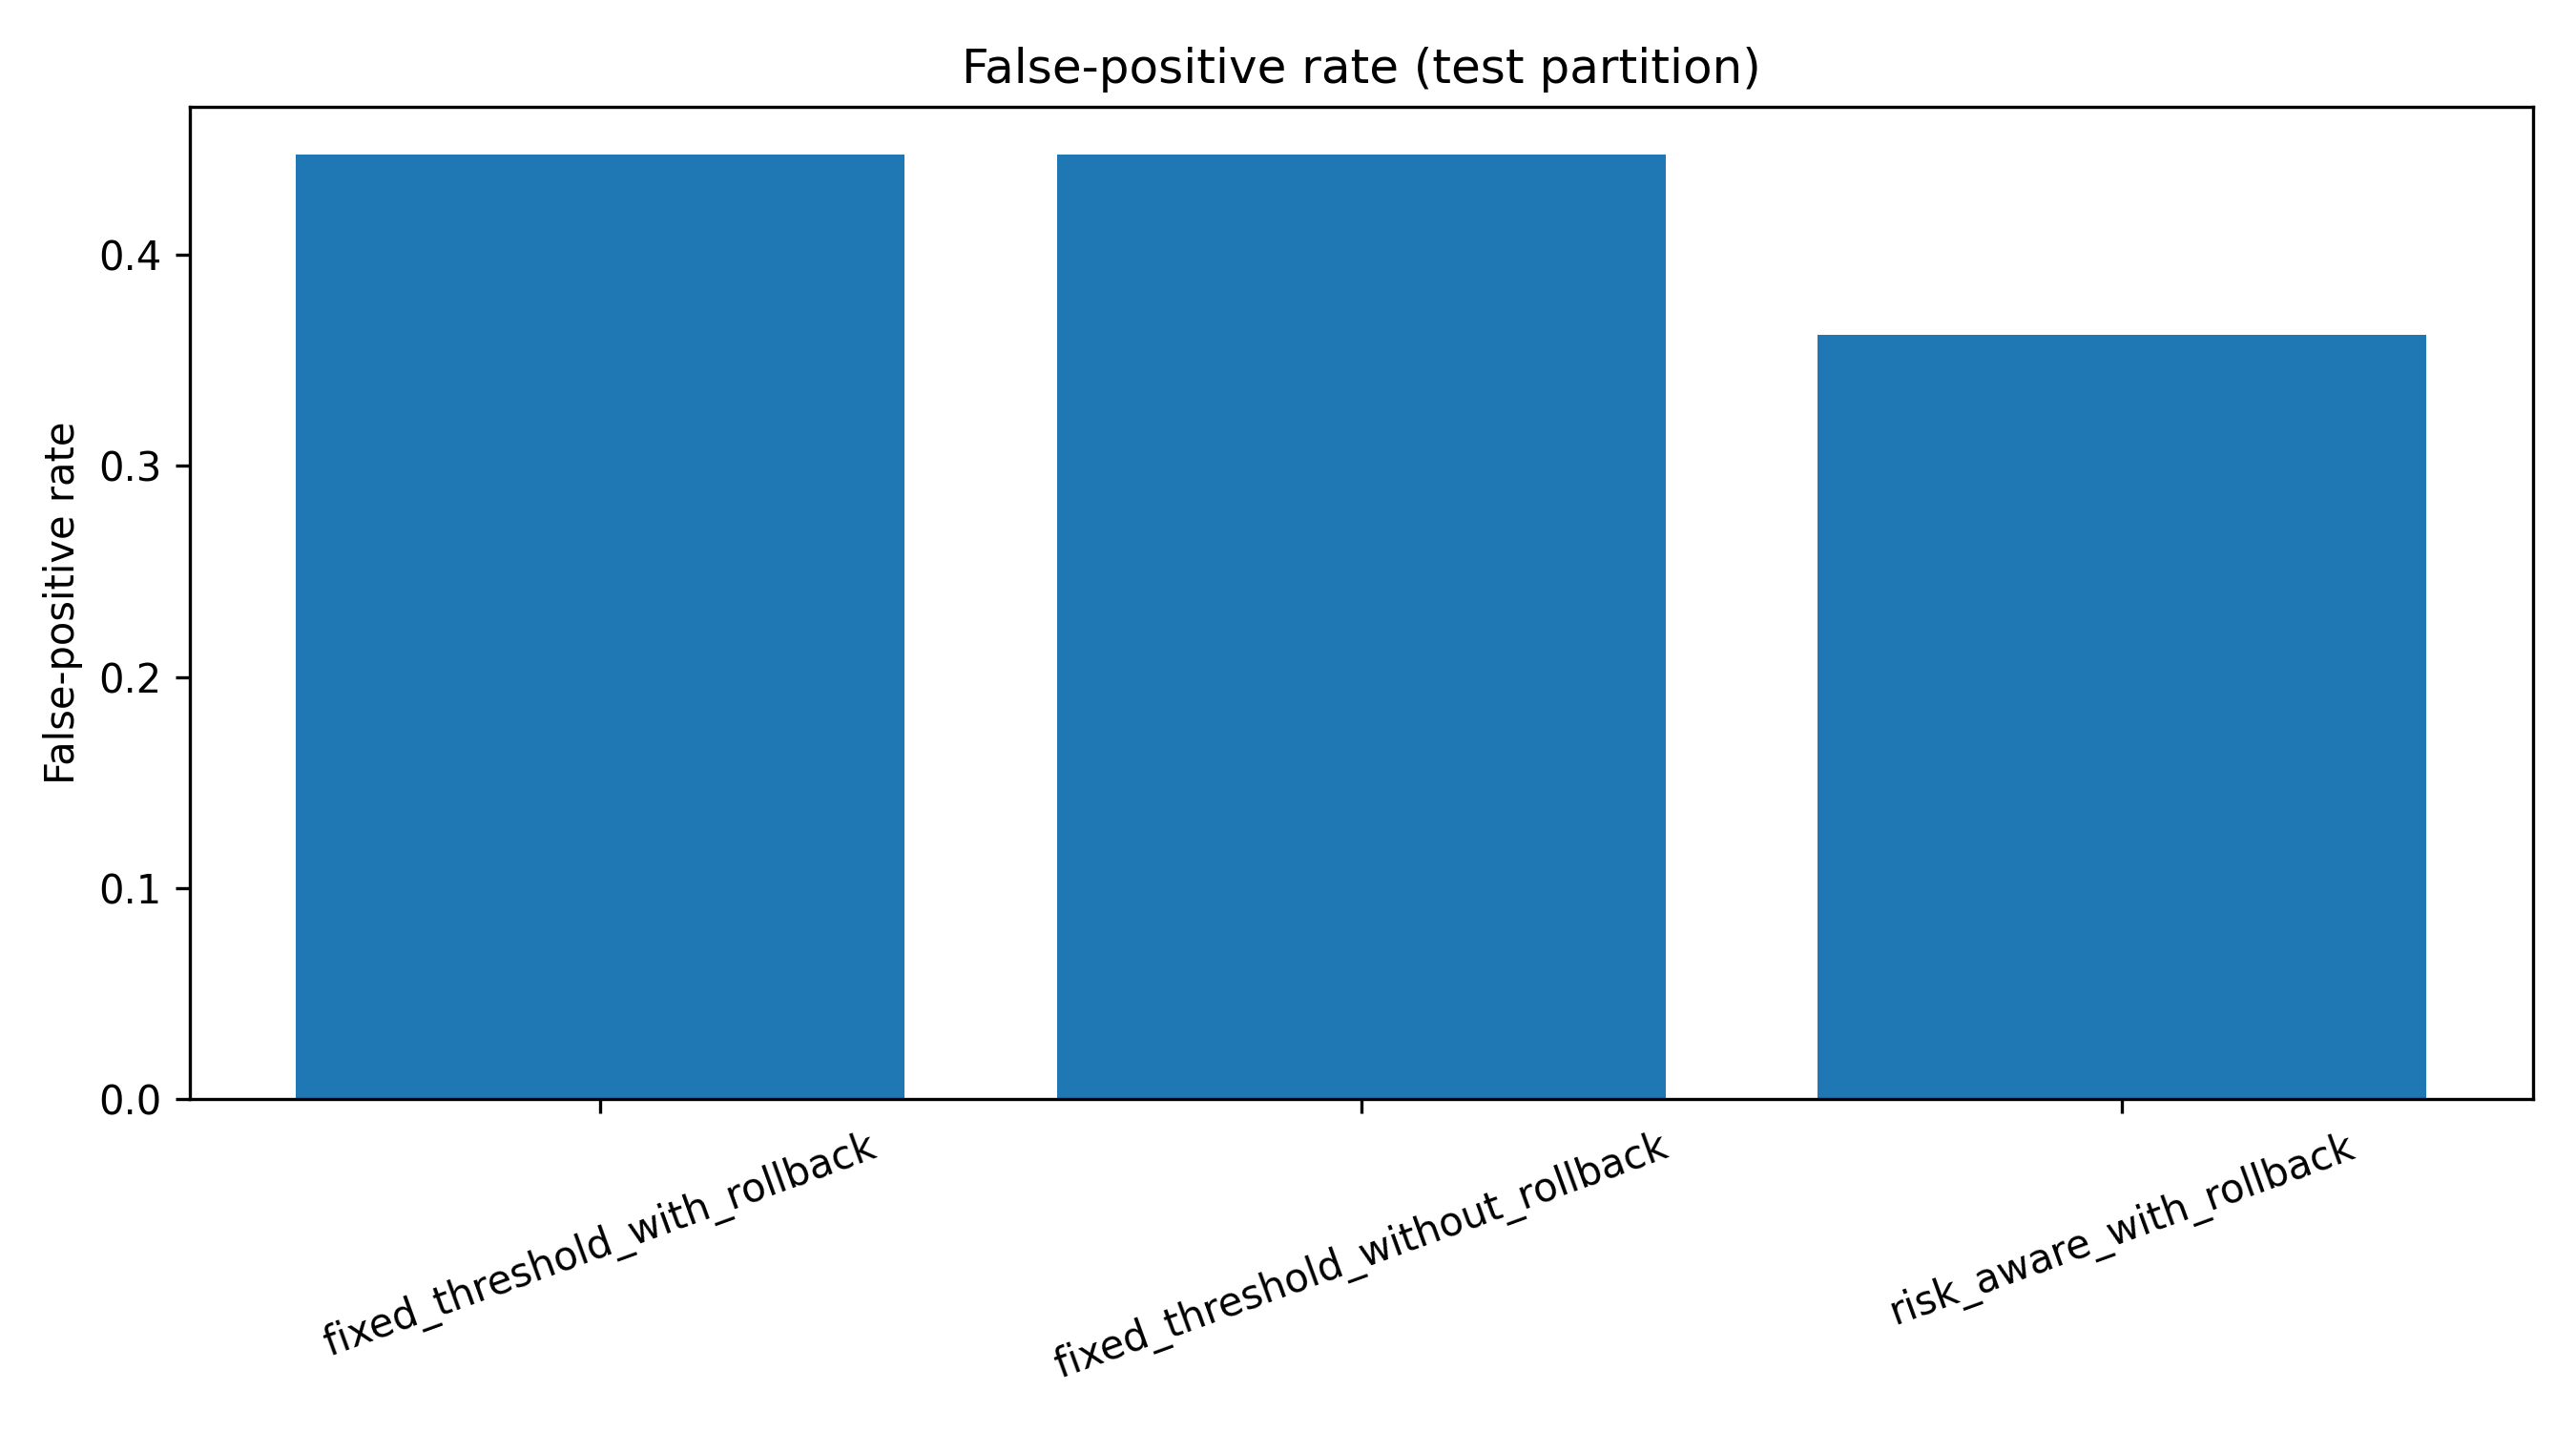 False-positive rate (test partition)
False-positive rate
0.4
0.3
0.2
0.1
0.0
fixed_threshold_with_rollback
fixed_threshold_without_rollback
risk_aware_with_rollback